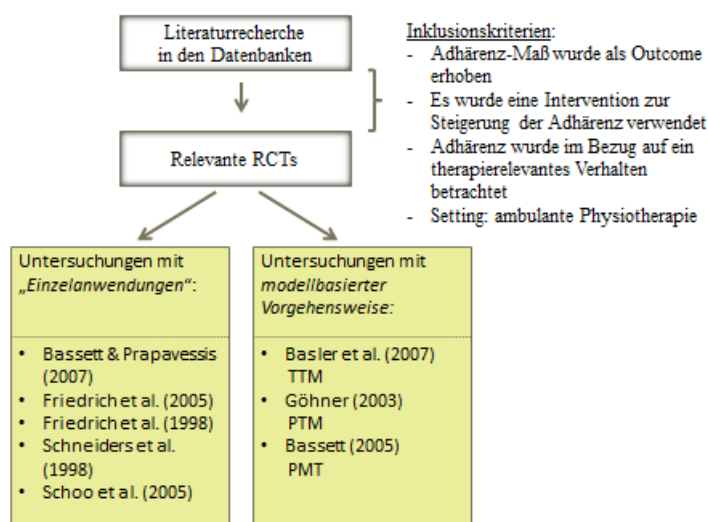 Literaturrecherche
in den Datenbanken
Inklusionskriterien:
- Adhärenz-Maß wurde als Outcome
erhoben
- Es wurde eine Intervention zur
Steigerung der Adhärenz verwendet
- Adhärenz wurde im Bezug auf ein
therapierelevantes Verhalten
betrachtet
- Setting: ambulante Physiotherapie
Relevante RCTs
Untersuchungen mit
„Einzelanwendungen“:
• Bassett & Prapavessis
(2007)
• Friedrich et al. (2005)
• Friedrich et al. (1998)
• Schneiders et al.
(1998)
• Schoo et al. (2005)
Untersuchungen mit
modellbasierter
Vorgehensweise:
• Basler et al. (2007)
TTM
• Göhner (2003)
PTM
• Bassett (2005)
PMT